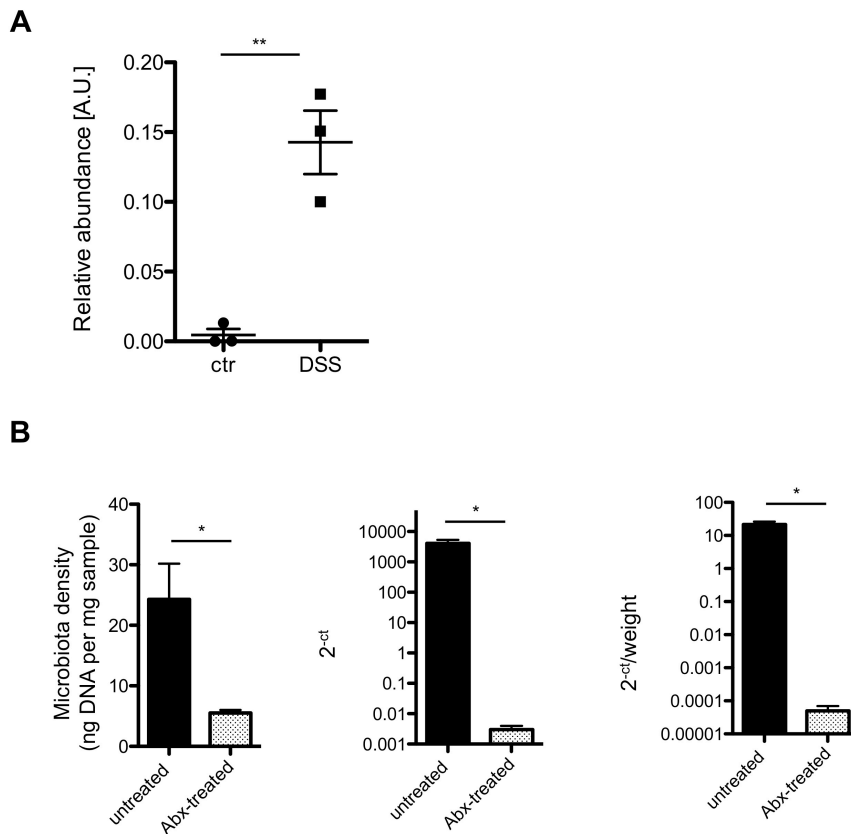 A
**
Relative abundance [A.U.]
0.20
0.15
0.10
0.05
0.00
ctr
DSS
B
Microbiota density
(ng DNA per mg sample)
40
30
20
10
0
*
untreated
Abx-treated
2-ct
10000
1000
100
10
1
0.1
0.01
0.001
*
untreated
Abx-treated
2-ct/weight
100
10
1
0.1
0.01
0.001
0.0001
0.00001
*
untreated
Abx-treated